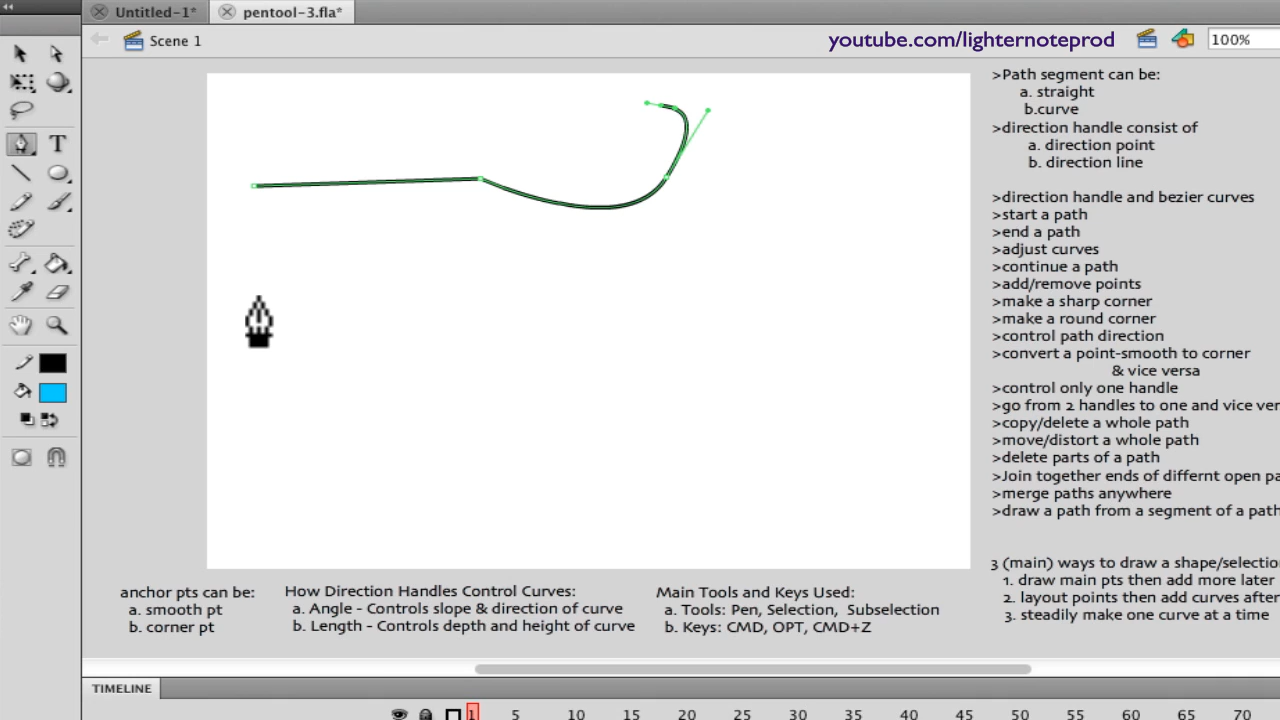 Untitled-1*
pentool-3.fla*
Scene 1
youtube.com/lighternoteprod
100%
T
>Path segment can be:
a. straight
b.curve
>direction handle consist of
a. direction point
b. direction line
>direction handle and bezier curves
>start a path
>end a path
>adjust curves
>continue a path
>add/remove points
>make a sharp corner
>make a round corner
>control path direction
>convert a point-smooth to corner
& vice versa
>control only one handle
>go from 2 handles to one and vice
>copy/delete a whole path
>move/distort a whole path
>delete parts of a path
>Join together ends of differnt open
>merge paths anywhere
>draw a path from a segment of a path
3 (main) ways to draw a shape/selection
1. draw main pts then add more later
2. layout points then add curves after
3. steadily make one curve at a time
anchor pts can be:
a. smooth pt
b. corner pt
How Direction Handles Control Curves:
a. Angle - Controls slope & direction of curve
b. Length - Controls depth and height of curve
Main Tools and Keys Used:
a. Tools: Pen, Selection, Subselection
b. Keys: CMD, OPT, CMD+Z
TIMELINE
1 5 10 15 20 25 30 35 40 45 50 55 60 65 70